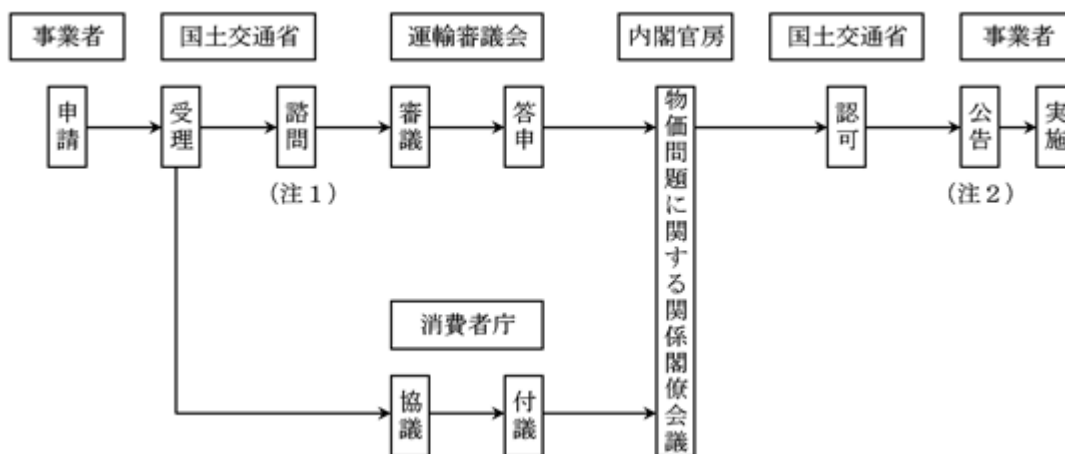 事業者
国土交通省
運輸審議会
内閣官房
国土交通省
事業者
申請
受理
諮問
審議
答申
物価問題に関する関係閣僚会議
認可
公告
実施
(注1)
(注2)
消費者庁
協議
付議